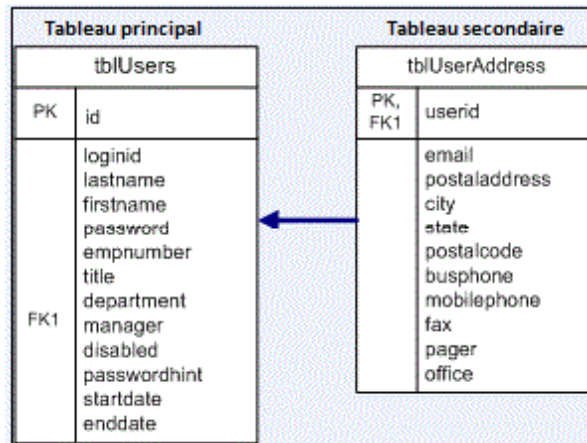 Tableau principal
tblUsers
PK id
loginid
lastname
firstname
password
empnumber
title
department
FK1 manager
disabled
passwordhint
startdate
enddate
Tableau secondaire
tblUserAddress
PK,
FK1 userid
email
postaladdress
city
state
postalcode
busphone
mobilephone
fax
pager
office